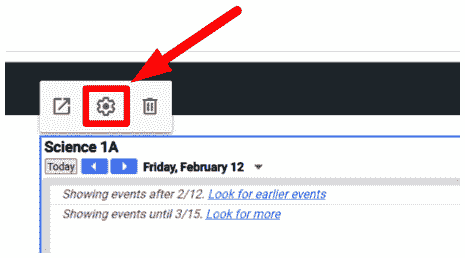 Science 1A
Today Friday, February 12
Showing events after 2/12. Look for earlier events
Showing events until 3/15. Look for more